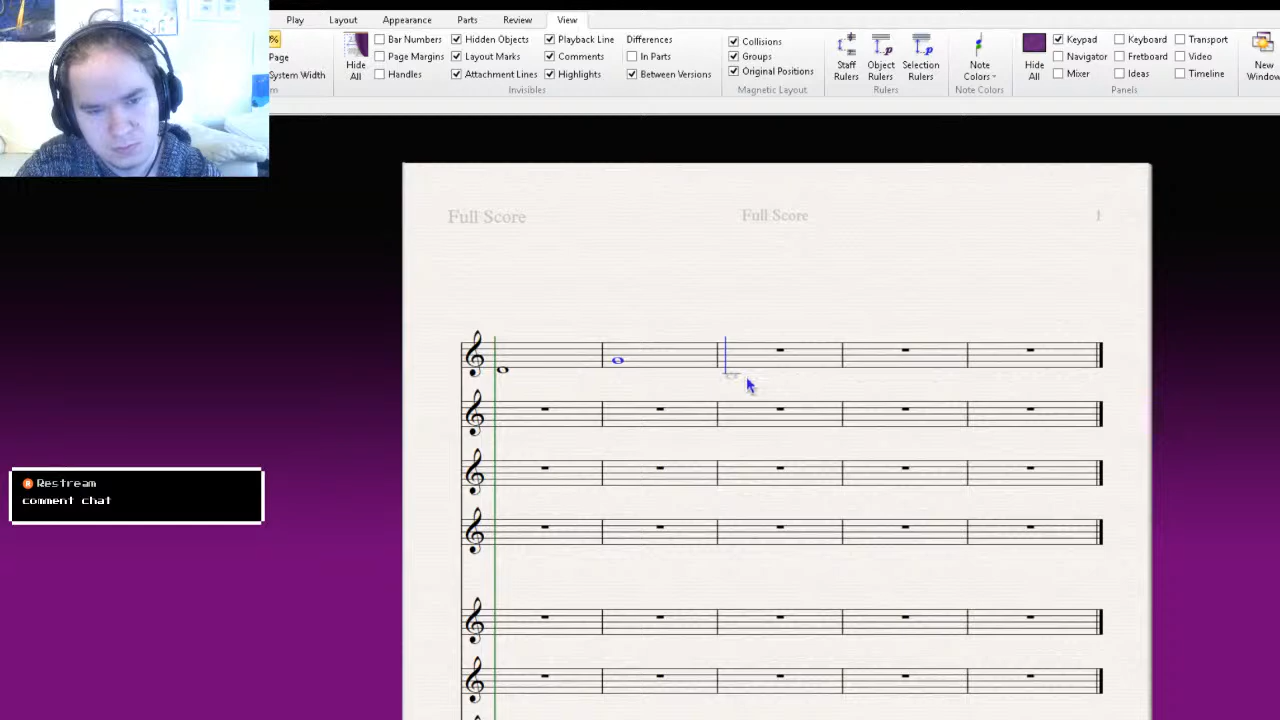 Play Layout Appearance Parts Review View
% Bar Numbers Hidden Objects Playback Line Differences Collisions Keypad Keyboard Transport
Page Page Margins Layout Marks Comments In Parts Groups Navigator Fretboard Video
System Width Handles Attachment Lines Highlights Between Versions Original Positions Mixer Ideas Timeline
Hide All Staff Rulers Object Rulers Selection Rulers Note Colors Hide All New Window
Invisibles Magnetic Layout Rulers Note Colors Panels
Full Score Full Score 1
Restream
comment chat